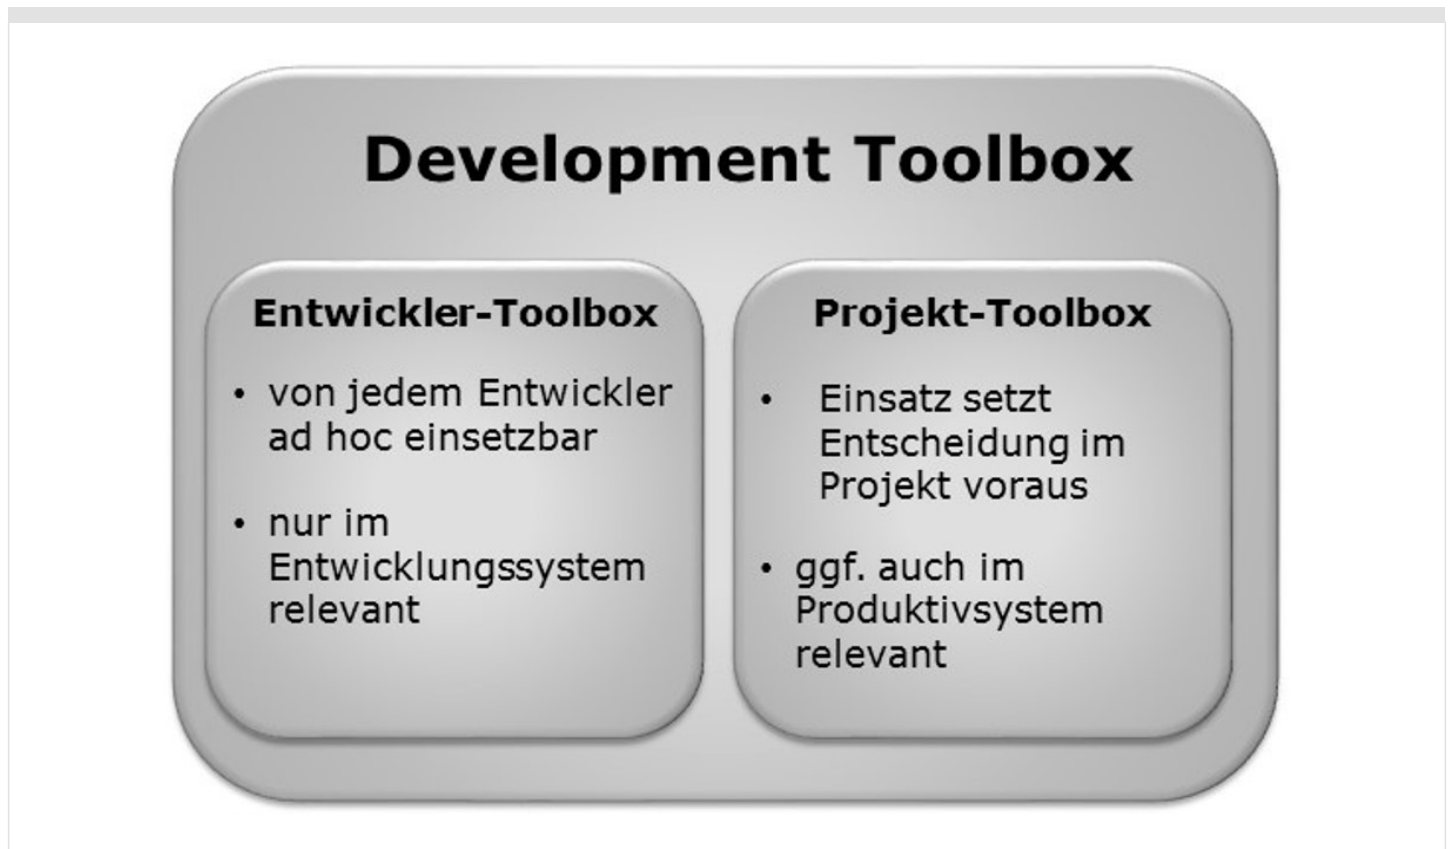 Development Toolbox
Entwickler-Toolbox
• von jedem Entwickler
ad hoc einsetzbar
• nur im
Entwicklungssystem
relevant
Projekt-Toolbox
• Einsatz setzt
Entscheidung im
Projekt voraus
• ggf. auch im
Produktivsystem
relevant